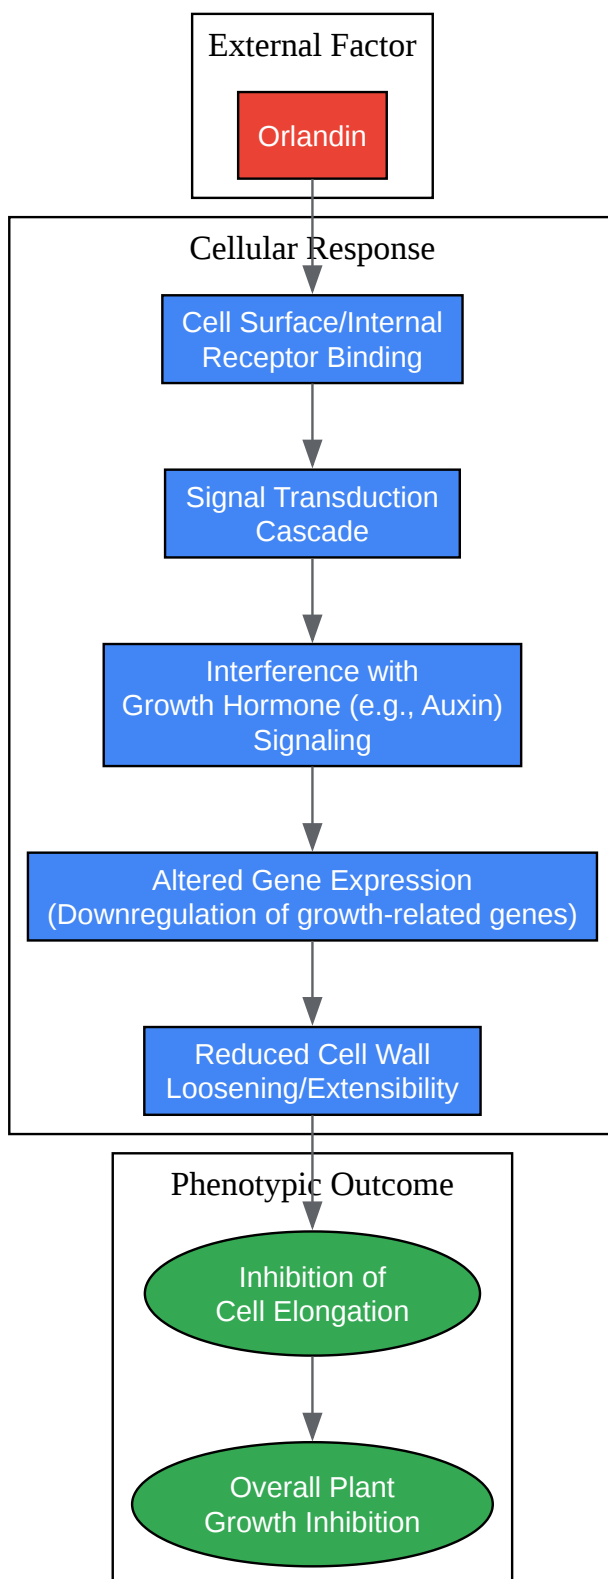 External Factor
Orlandin
Cellular Response
Cell Surface/Internal
Receptor Binding
Signal Transduction
Cascade
Interference with
Growth Hormone (e.g., Auxin)
Signaling
Altered Gene Expression
(Downregulation of growth-related genes)
Reduced Cell Wall
Loosening/Extensibility
Phenotypic Outcome
Inhibition of
Cell Elongation
Overall Plant
Growth Inhibition